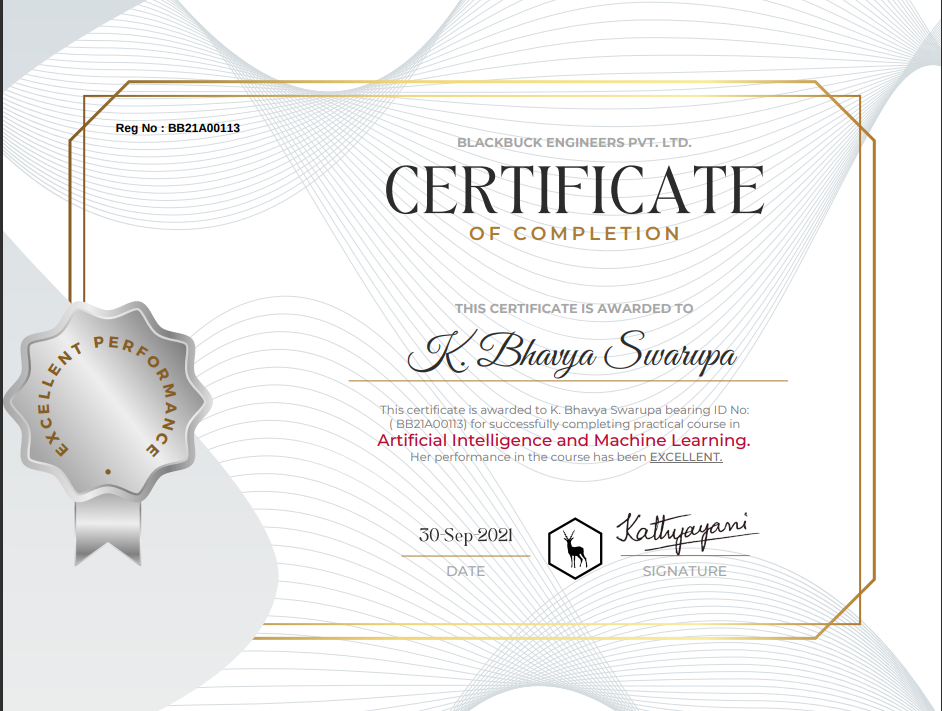 Reg No : BB21A00113
BLACKBUCK ENGINEERS PVT. LTD.
CERTIFICATE
OF COMPLETION
THIS CERTIFICATE IS AWARDED TO
K. Bhavya Swarupa
EXCELLENT PERFORMANCE
This certificate is awarded to K. Bhavya Swarupa bearing ID No:
( BB21A00113) for successfully completing practical course in
Artificial Intelligence and Machine Learning.
Her performance in the course has been EXCELLENT.
30-Sep-2021
Kathyayani
DATE
SIGNATURE